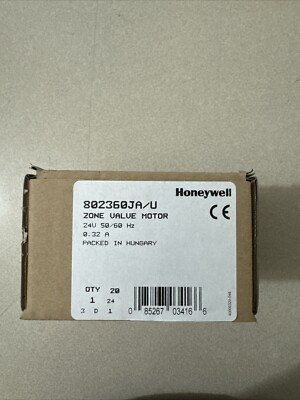 Honeywell
802360JA/U
ZONE VALVE MOTOR
24V 50/60 Hz
0.32 A
PACKED IN HUNGARY
CE
QTY 20
1 24
3 D 1
0 85267 03416 6